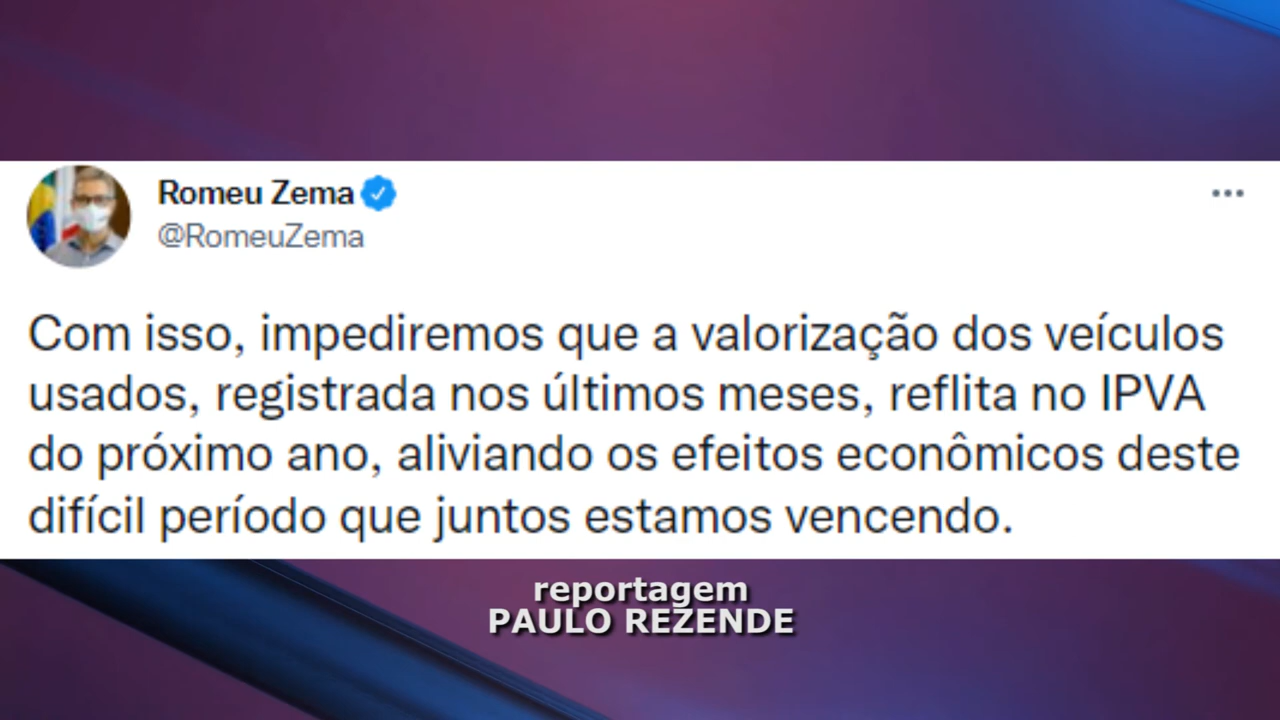 Romeu Zema
@RomeuZema
Com isso, impediremos que a valorização dos veículos
usados, registrada nos últimos meses, reflita no IPVA
do próximo ano, aliviando os efeitos econômicos deste
difícil período que juntos estamos vencendo.
reportagem
PAULO REZENDE